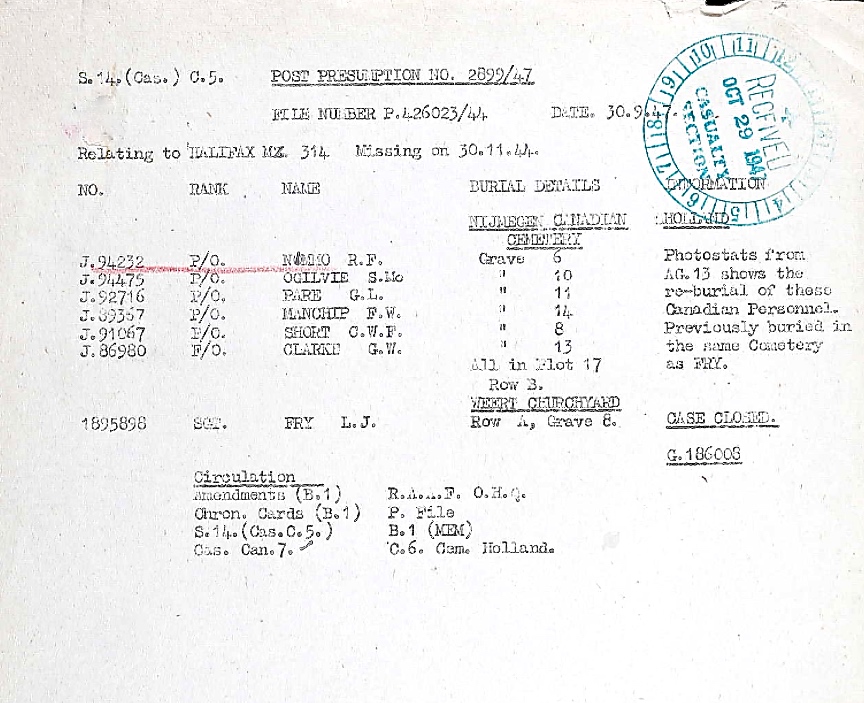 S.14.(Cas.) C.5. POST PRESUMPTION NO. 2899/47
FILE NUMBER P.426023/44 DATE. 30.9.47.
Relating to HALIFAX MZ. 314 Missing on 30.11.44.
NO. RANK NAME BURIAL DETAILS INFORMATION
NIJMEGEN CANADIAN HOLLAND
CEMETERY
J.94232 P/O. R.F. Grave 6 Photostats from
J.94475 P/O. OGILVIE S.Mc " 10 AG.13 shows the
J.92716 P/O. PARE G.L. " 11 re-burial of these
J.89367 P/O. MANCHIP F.W. " 14 Canadian Personnel.
J.91067 P/O. SHORT C.W.F. " 8 Previously buried in
J.86980 F/O. CLARKE G.W. " 13 the same Cemetery
All in Plot 17 as FRY.
Row B.
WEERT CHURCHYARD
1895898 SGT. FRY L.J. Row A, Grave 8. CASE CLOSED.
G.186008
Circulation
Amendments (B.1) R.A.A.F. O.H.Q.
Chron. Cards (B.1) P. File
S.14.(Cas.C.5.) B.1 (MEM)
Cas. Can.7. C.6. Cem. Holland.
RECEIVED
OCT 29 1947
CASUALTY
SECTION